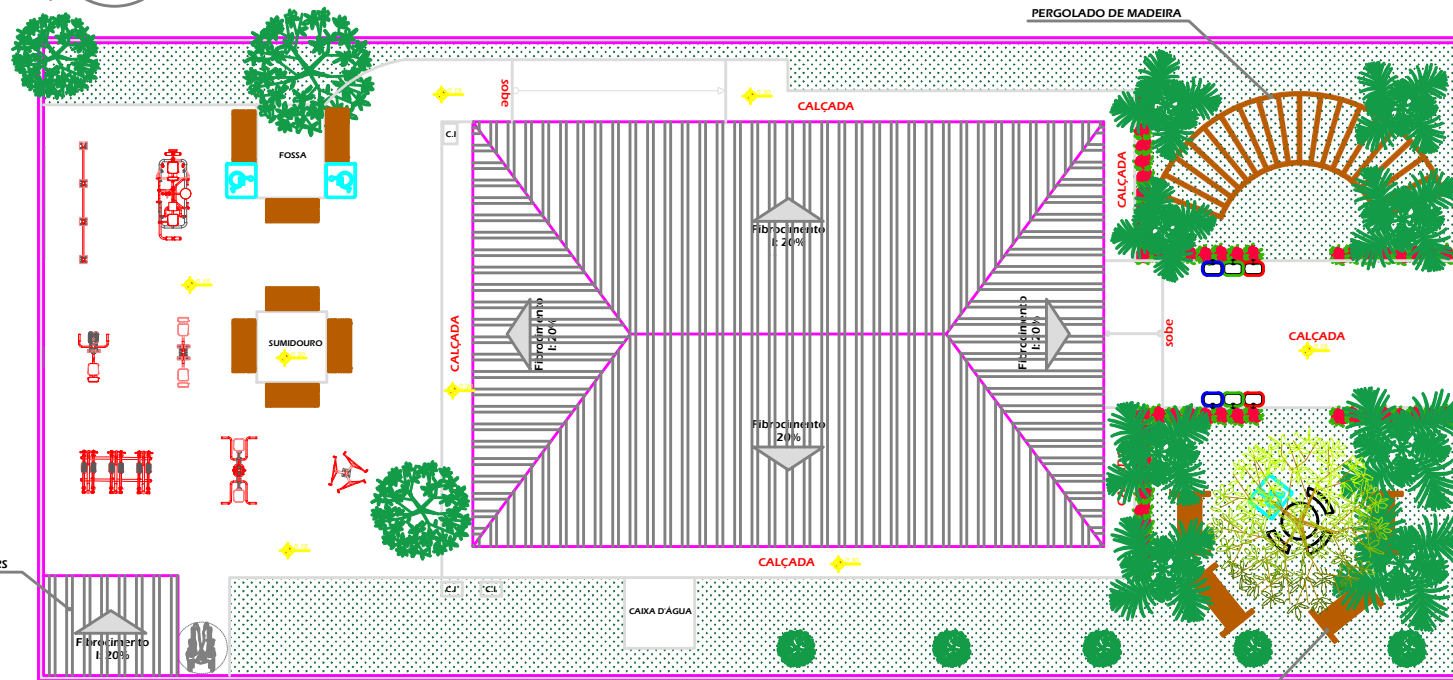 PERGOLADO DE MADEIRA
sobe
CALÇADA
C.I
FOSSA
CALÇADA
Fibrocimento
I: 20%
Fibrocimento
I: 20%
Fibrocimento
I: 20%
CALÇADA
sobe
CALÇADA
SUMIDOURO
Fibrocimento
20%
CALÇADA
C.I
C.I
CAIXA D'ÁGUA
Fibrocimento
I: 20%